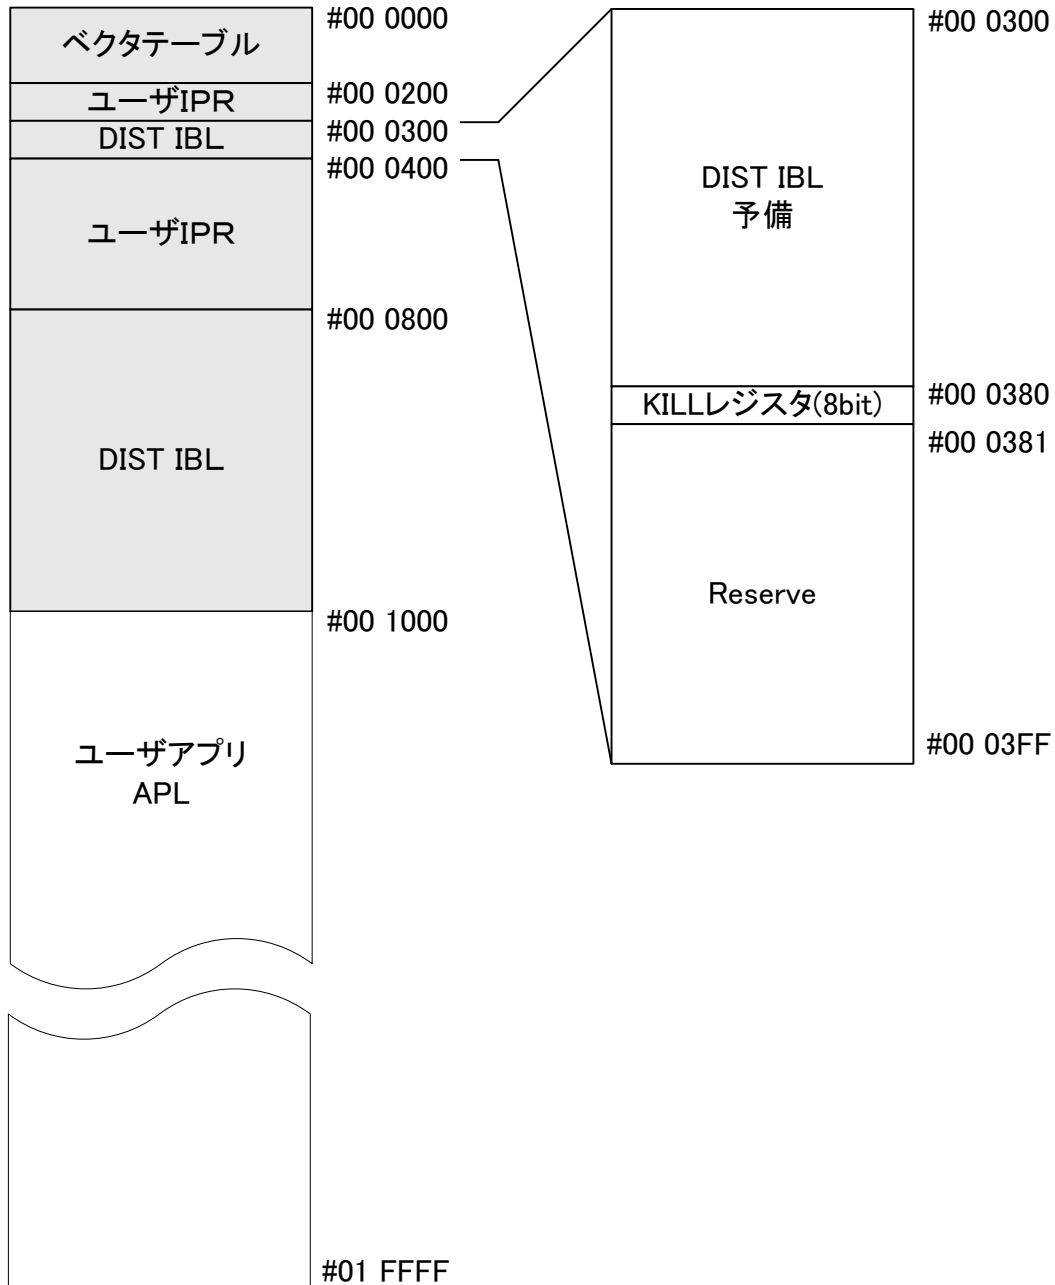 ベクタテーブル
#00 0000
ユーザIPR
#00 0200
DIST IBL
#00 0300
#00 0400
ユーザIPR
#00 0800
DIST IBL
#00 1000
ユーザアプリ
APL
#01 FFFF
#00 0300
DIST IBL
予備
#00 0380
KILLレジスタ(8bit)
#00 0381
Reserve
#00 03FF